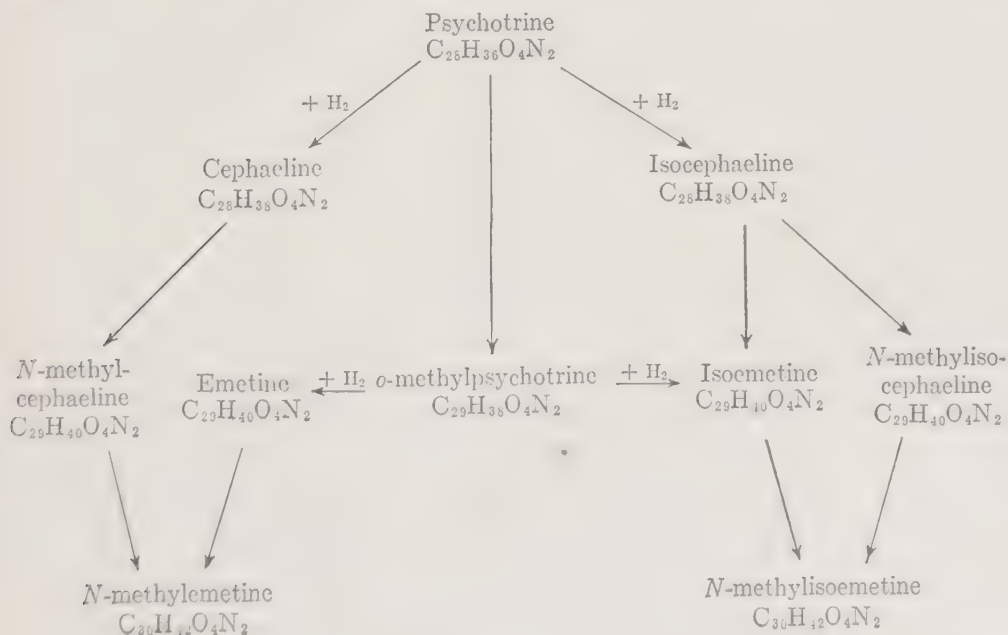 Psychotrine
C₂₈H₃₆O₄N₂
+ H₂
+ H₂
Cephaeline
C₂₈H₃₈O₄N₂
Isocephaeline
C₂₈H₃₈O₄N₂
N-methyl-
cephaeline
C₂₉H₄₀O₄N₂
Emetine
C₂₉H₄₀O₄N₂
+ H₂
o-methylpsychotrine
C₂₉H₃₈O₄N₂
+ H₂
Isoemetine
C₂₉H₄₀O₄N₂
N-methyliso-
cephaeline
C₂₉H₄₀O₄N₂
N-methylemetine
C₃₀H₄₂O₄N₂
N-methylisoemetine
C₃₀H₄₂O₄N₂